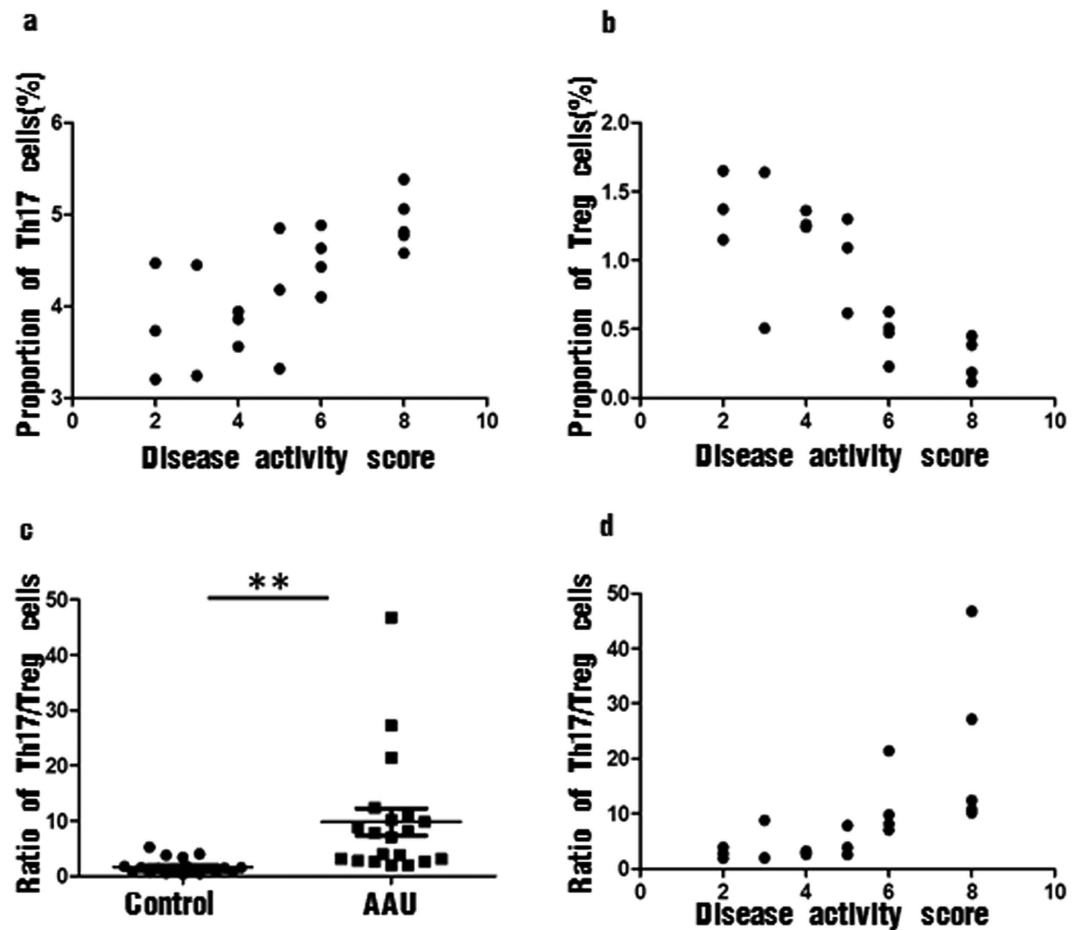 a
Proportion of Th17 cells(%)
6
5
4
3
0 2 4 6 8 10
Disease activity score
b
Proportion of Treg cells(%)
2.0
1.5
1.0
0.5
0.0
0 2 4 6 8 10
Disease activity score
c
Ratio of Th17/Treg cells
**
50
40
30
20
10
0
Control AAU
d
Ratio of Th17/Treg cells
50
40
30
20
10
0
0 2 4 6 8 10
Disease activity score